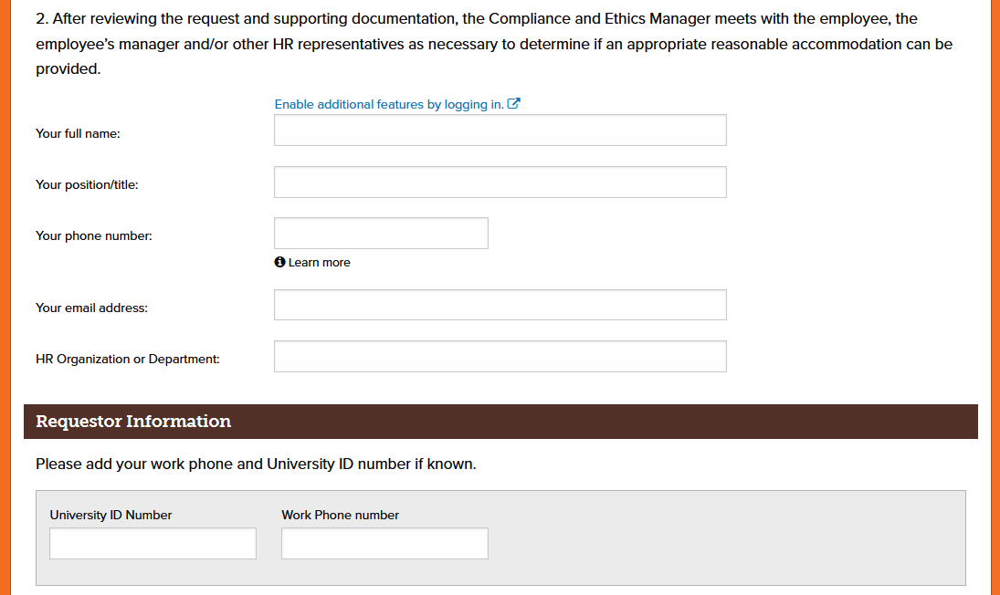 2. After reviewing the request and supporting documentation, the Compliance and Ethics Manager meets with the employee, the
employee’s manager and/or other HR representatives as necessary to determine if an appropriate reasonable accommodation can be
provided.
Enable additional features by logging in.
Your full name:
Your position/title:
Your phone number:
Learn more
Your email address:
HR Organization or Department:
Requestor Information
Please add your work phone and University ID number if known.
University ID Number
Work Phone number